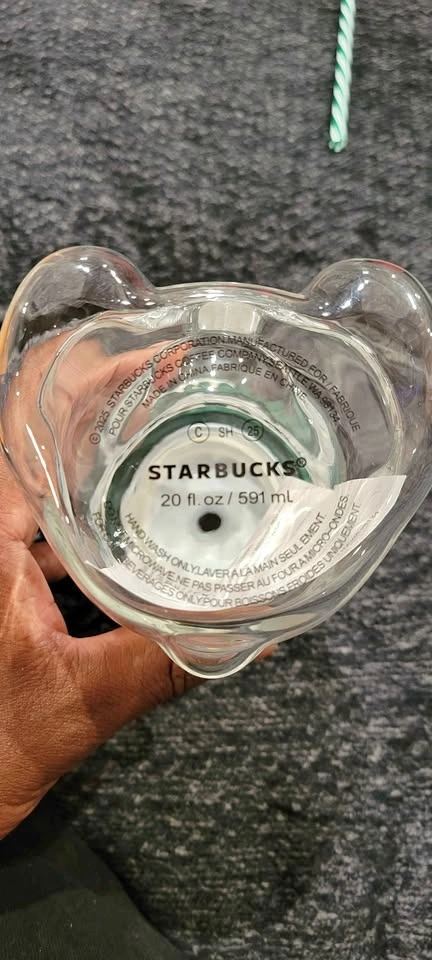 © 2025 STARBUCKS CORPORATION. MANUFACTURED FOR / FABRIQUÉ
POUR STARBUCKS COFFEE COMPANY, SEATTLE WA 98134.
MADE IN CHINA FABRIQUÉ EN CHINE
C SH 25
STARBUCKS®
20 fl. oz / 591 mL
HAND WASH ONLY. LAVER À LA MAIN SEULEMENT.
MICROWAVE. NE PAS PASSER AU FOUR À MICRO-ONDES
BEVERAGES ONLY. POUR BOISSONS FROIDES UNIQUEMENT.